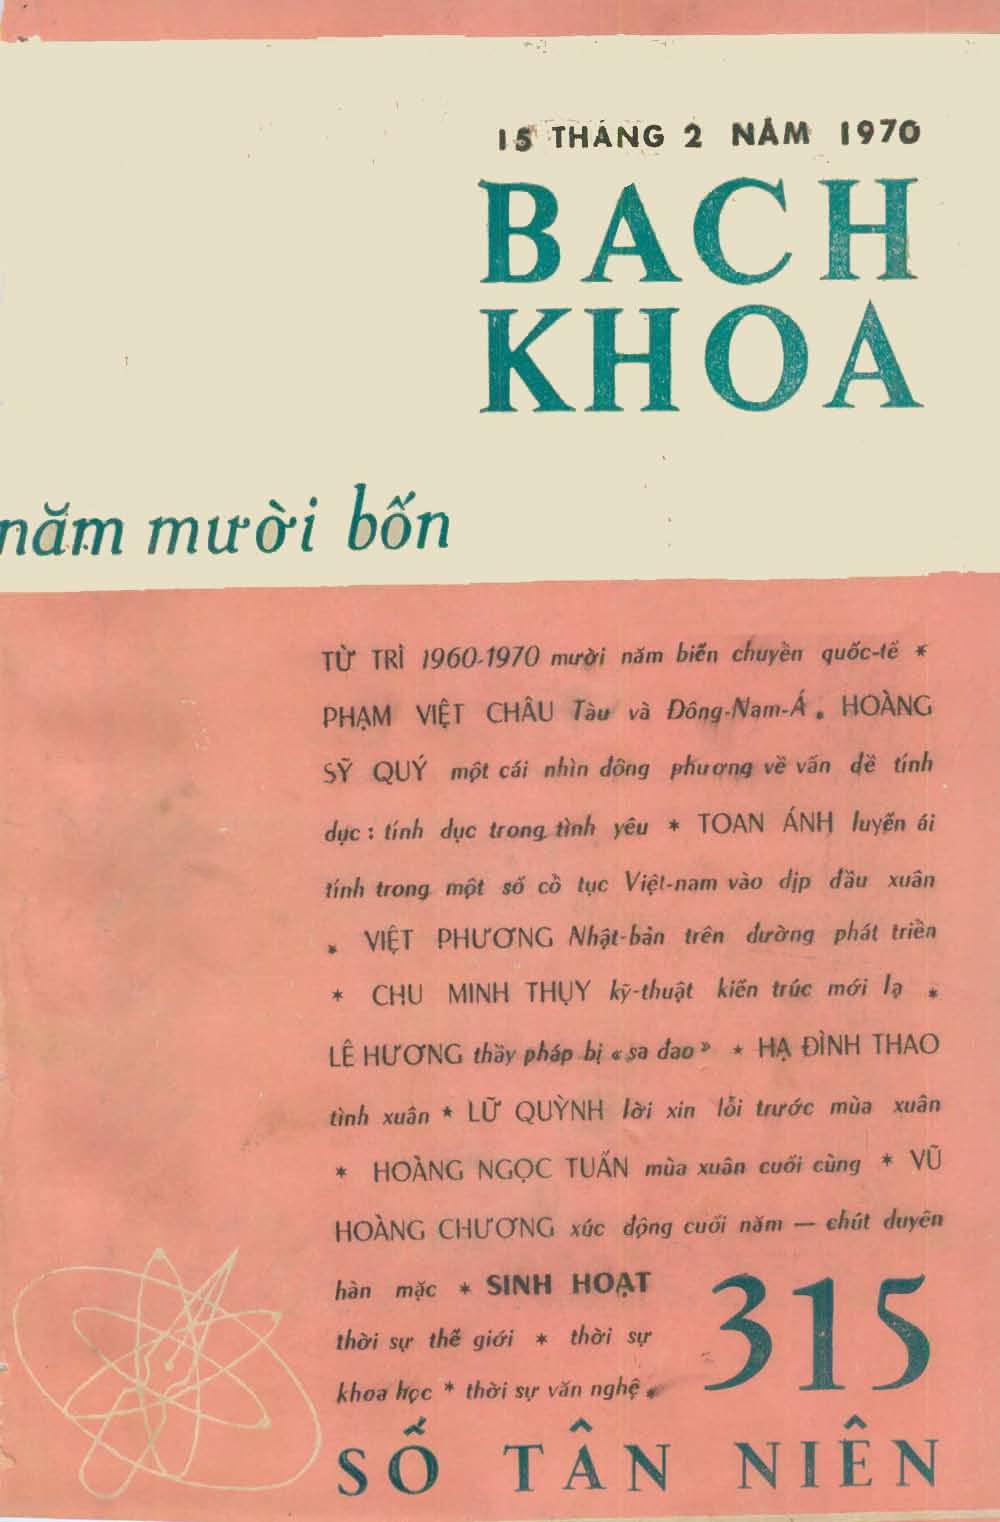 15 THÁNG 2 NĂM 1970
BACH
KHOA
năm mười bốn
TỪ TRÌ 1960-1970 mười năm biến chuyển quốc-tế *
PHẠM VIỆT CHÂU Tàu và Đông-Nam-Á * HOÀNG
SỸ QUÝ một cái nhìn đông phương về vấn đề tính
dục : tính dục trong tình yêu * TOAN ÁNH luyến ái
tính trong một số cổ tục Việt-nam vào dịp đầu xuân
* VIỆT PHƯƠNG Nhật-bản trên đường phát triển
* CHU MINH THỤY kỹ-thuật kiến trúc mới lạ *
LÊ HƯƠNG thầy pháp bị « sa đao » * HẠ ĐÌNH THAO
tình xuân * LỮ QUỲNH lời xin lỗi trước mùa xuân
* HOÀNG NGỌC TUẤN mùa xuân cuối cùng * VŨ
HOÀNG CHƯƠNG xúc động cuối năm — chút duyên
hàn mặc * SINH HOẠT
thời sự thế giới * thời sự
khoa học * thời sự văn nghệ *
315
SỐ TÂN NIÊN